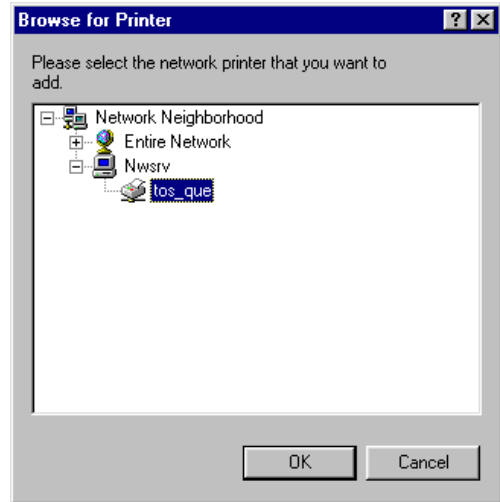 Browse for Printer
Please select the network printer that you want to
add.
Network Neighborhood
Entire Network
Nwsrv
tos_que
OK
Cancel